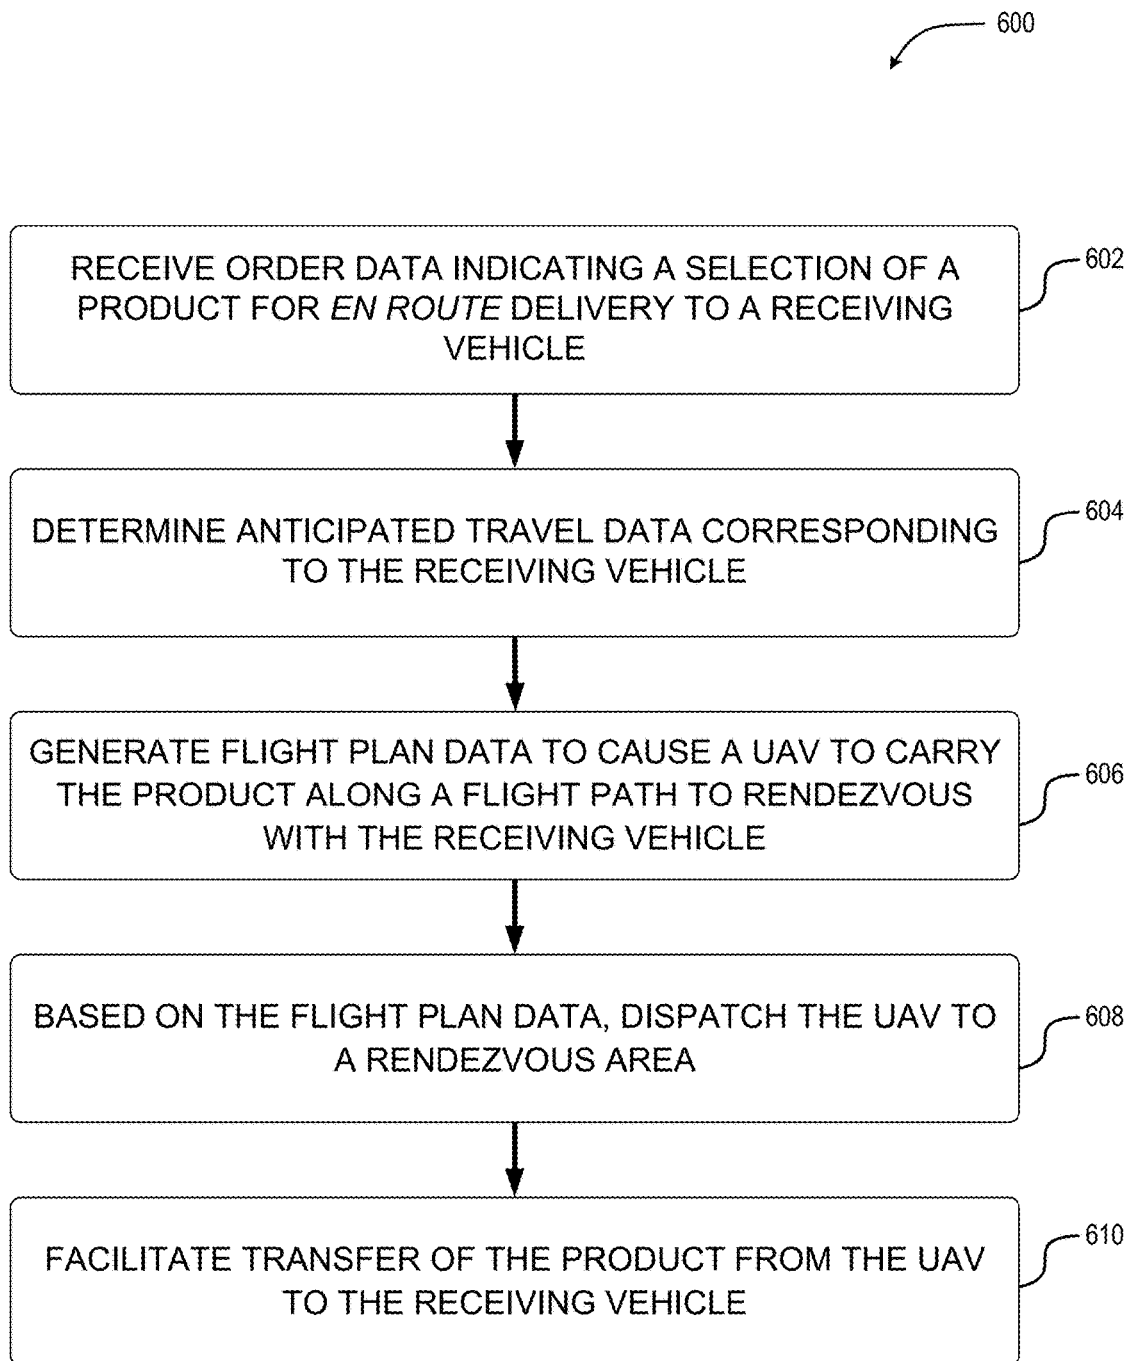 600
RECEIVE ORDER DATA INDICATING A SELECTION OF A
PRODUCT FOR EN ROUTE DELIVERY TO A RECEIVING
VEHICLE
602
DETERMINE ANTICIPATED TRAVEL DATA CORRESPONDING
TO THE RECEIVING VEHICLE
604
GENERATE FLIGHT PLAN DATA TO CAUSE A UAV TO CARRY
THE PRODUCT ALONG A FLIGHT PATH TO RENDEZVOUS
WITH THE RECEIVING VEHICLE
606
BASED ON THE FLIGHT PLAN DATA, DISPATCH THE UAV TO
A RENDEZVOUS AREA
608
FACILITATE TRANSFER OF THE PRODUCT FROM THE UAV
TO THE RECEIVING VEHICLE
610